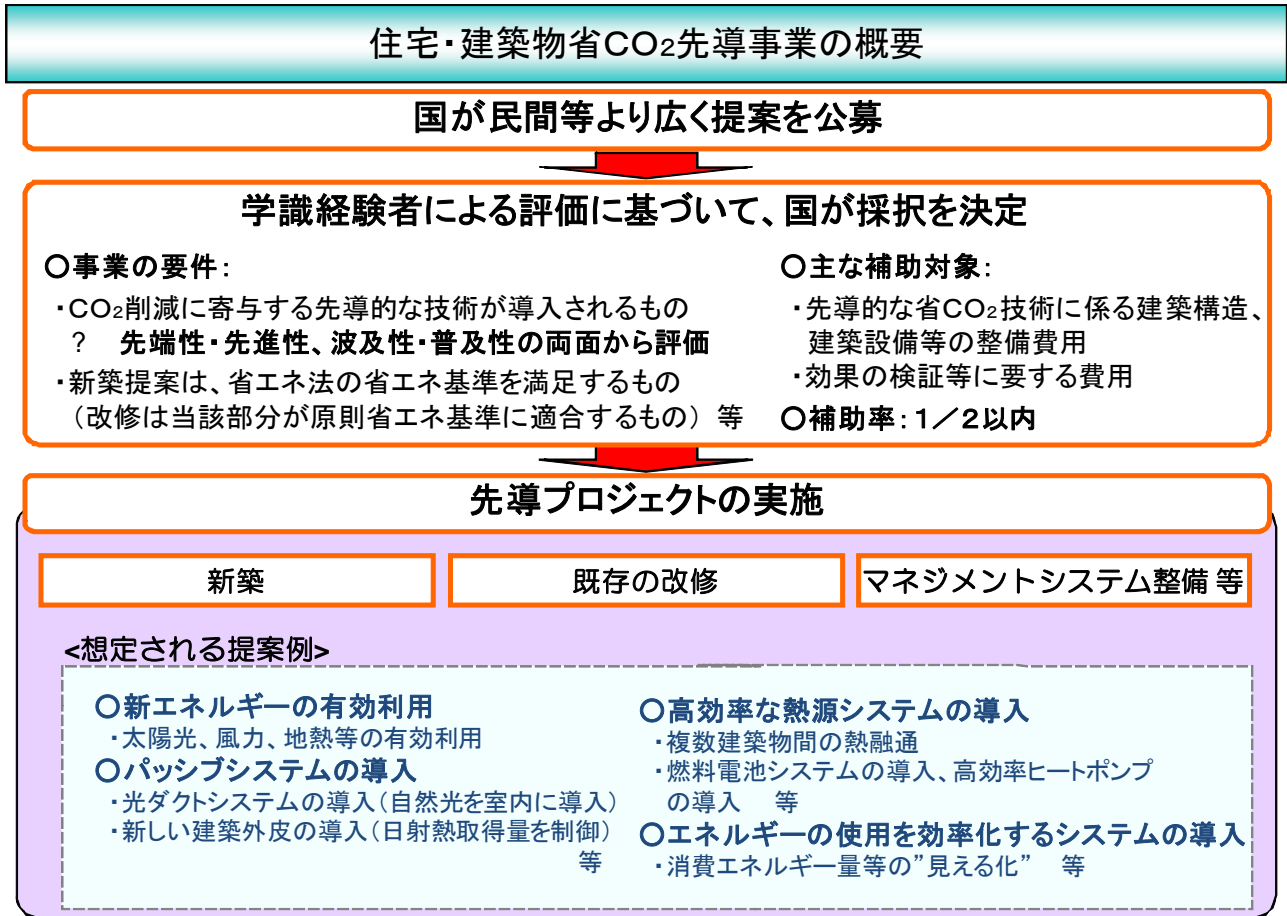 住宅・建築物省CO2先導事業の概要
国が民間等より広く提案を公募
学識経験者による評価に基づいて、国が採択を決定
○事業の要件：
・CO2削減に寄与する先導的な技術が導入されるもの
？　先端性・先進性、波及性・普及性の両面から評価
・新築提案は、省エネ法の省エネ基準を満足するもの
（改修は当該部分が原則省エネ基準に適合するもの） 等
○主な補助対象：
・先導的な省CO2技術に係る建築構造、
建築設備等の整備費用
・効果の検証等に要する費用
○補助率：１／２以内
先導プロジェクトの実施
新築
既存の改修
マネジメントシステム整備 等
<想定される提案例>
○新エネルギーの有効利用
・太陽光、風力、地熱等の有効利用
○パッシブシステムの導入
・光ダクトシステムの導入（自然光を室内に導入）
・新しい建築外皮の導入（日射熱取得量を制御）
等
○高効率な熱源システムの導入
・複数建築物間の熱融通
・燃料電池システムの導入、高効率ヒートポンプ
の導入　等
○エネルギーの使用を効率化するシステムの導入
・消費エネルギー量等の”見える化”　等